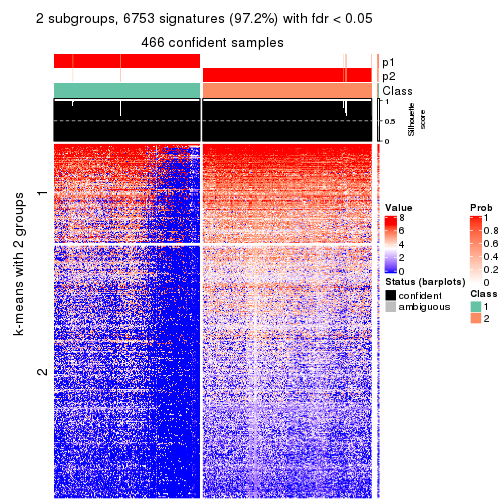 2 subgroups, 6753 signatures (97.2%) with fdr < 0.05
466 confident samples
p1
p2
Class
1
0.5
0
Silhouette
score
k-means with 2 groups
1
2
Value
8
6
4
2
0
Status (barplots)
confident
ambiguous
Prob
1
0.8
0.6
0.4
0.2
0
Class
1
2